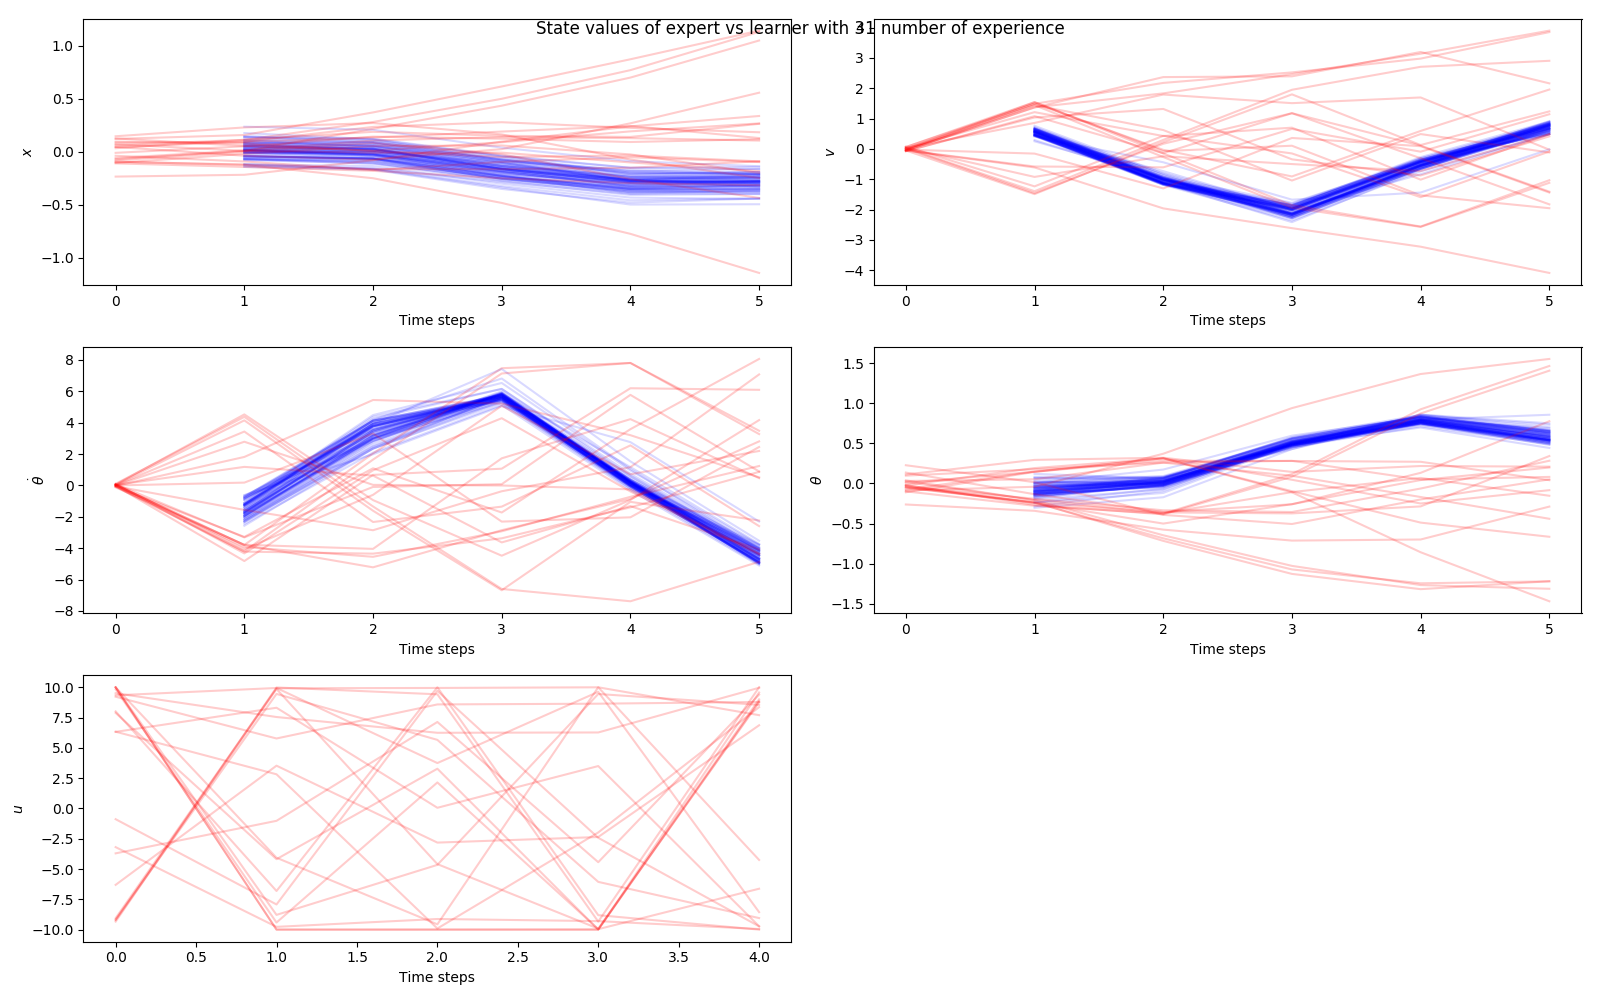 State values of expert vs learner with 31 number of experience
1.0
0.5
0.0
−0.5
−1.0
x
0 1 2 3 4 5
Time steps
4
3
2
1
0
−1
−2
−3
−4
v
0 1 2 3 4 5
Time steps
8
6
4
2
0
−2
−4
−6
−8
θ̇
0 1 2 3 4 5
Time steps
1.5
1.0
0.5
0.0
−0.5
−1.0
−1.5
θ
0 1 2 3 4 5
Time steps
10.0
7.5
5.0
2.5
0.0
−2.5
−5.0
−7.5
−10.0
u
0.0 0.5 1.0 1.5 2.0 2.5 3.0 3.5 4.0
Time steps